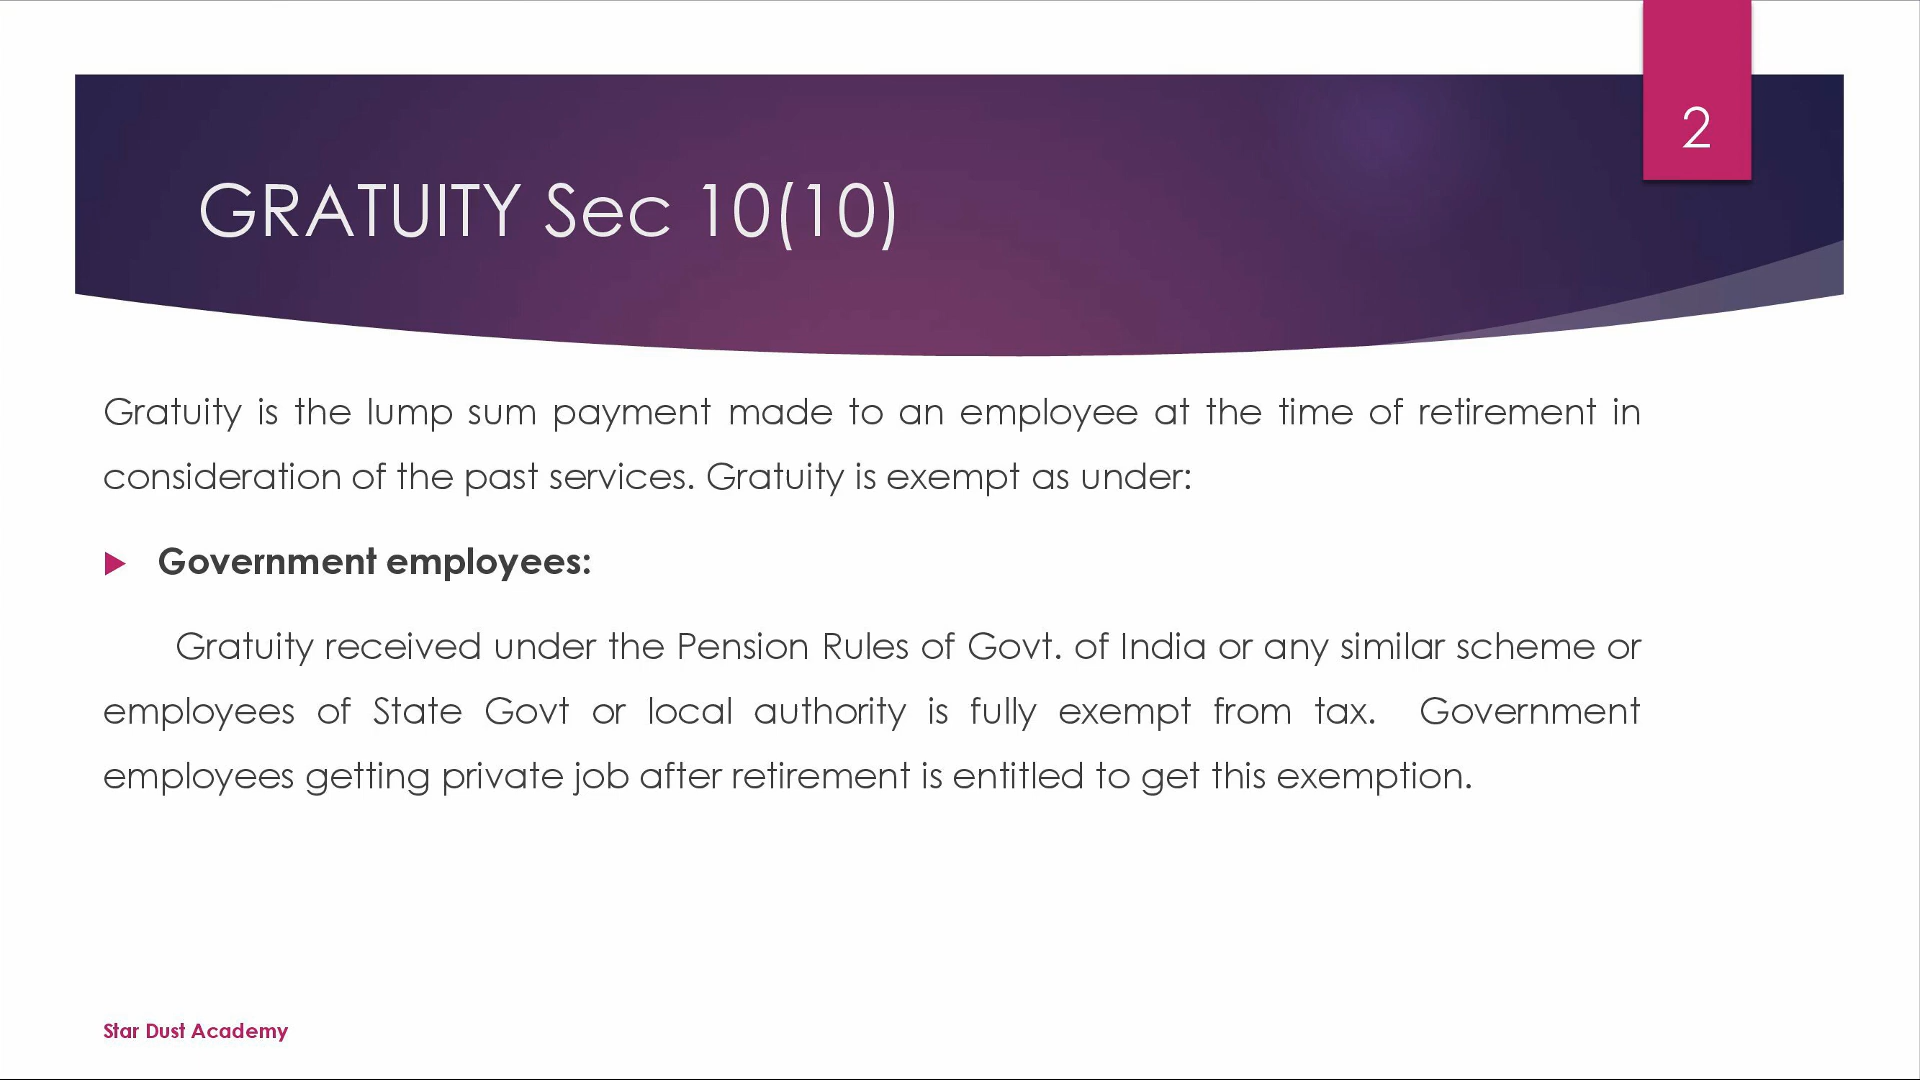 2
GRATUITY Sec 10(10)
Gratuity is the lump sum payment made to an employee at the time of retirement in
consideration of the past services. Gratuity is exempt as under:
Government employees:
Gratuity received under the Pension Rules of Govt. of India or any similar scheme or
employees of State Govt or local authority is fully exempt from tax. Government
employees getting private job after retirement is entitled to get this exemption.
Star Dust Academy